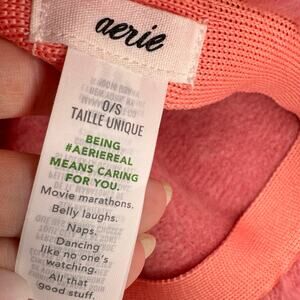 aerie
O/S
TAILLE UNIQUE
BEING
#AERIEREAL
MEANS CARING
FOR YOU.
Movie marathons.
Belly laughs.
Naps.
Dancing
like no one's
watching.
All that
good stuff.